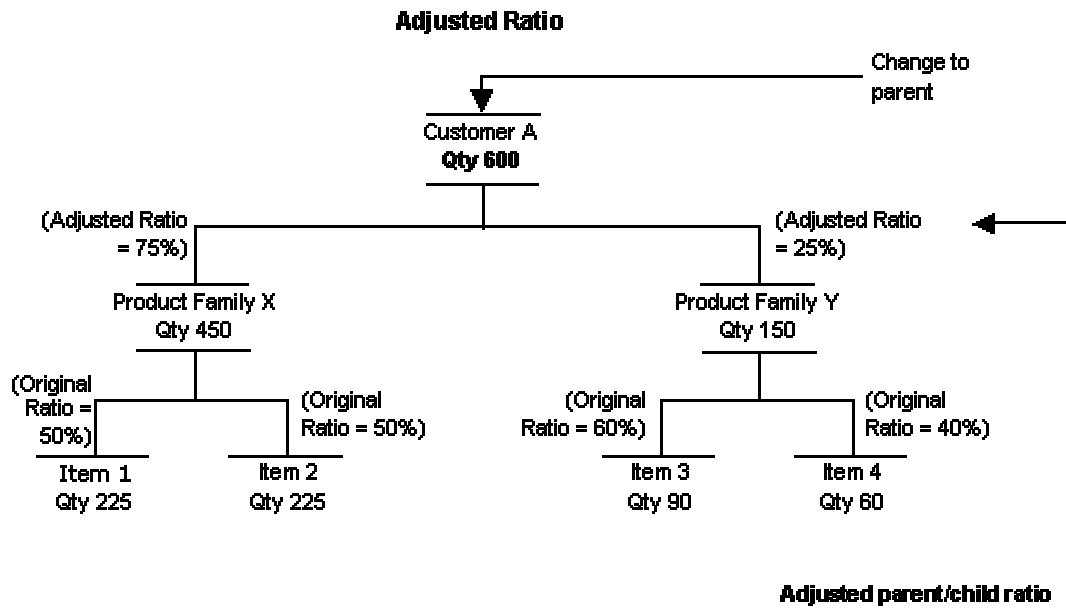 Adjusted Ratio
Change to
parent
Customer A
Qty 600
(Adjusted Ratio
= 75%)
(Adjusted Ratio
= 25%)
Product Family X
Qty 450
Product Family Y
Qty 150
(Original
Ratio =
50%)
(Original
Ratio = 50%)
(Original
Ratio = 60%)
(Original
Ratio = 40%)
Item 1
Qty 225
Item 2
Qty 225
Item 3
Qty 90
Item 4
Qty 60
Adjusted parent/child ratio